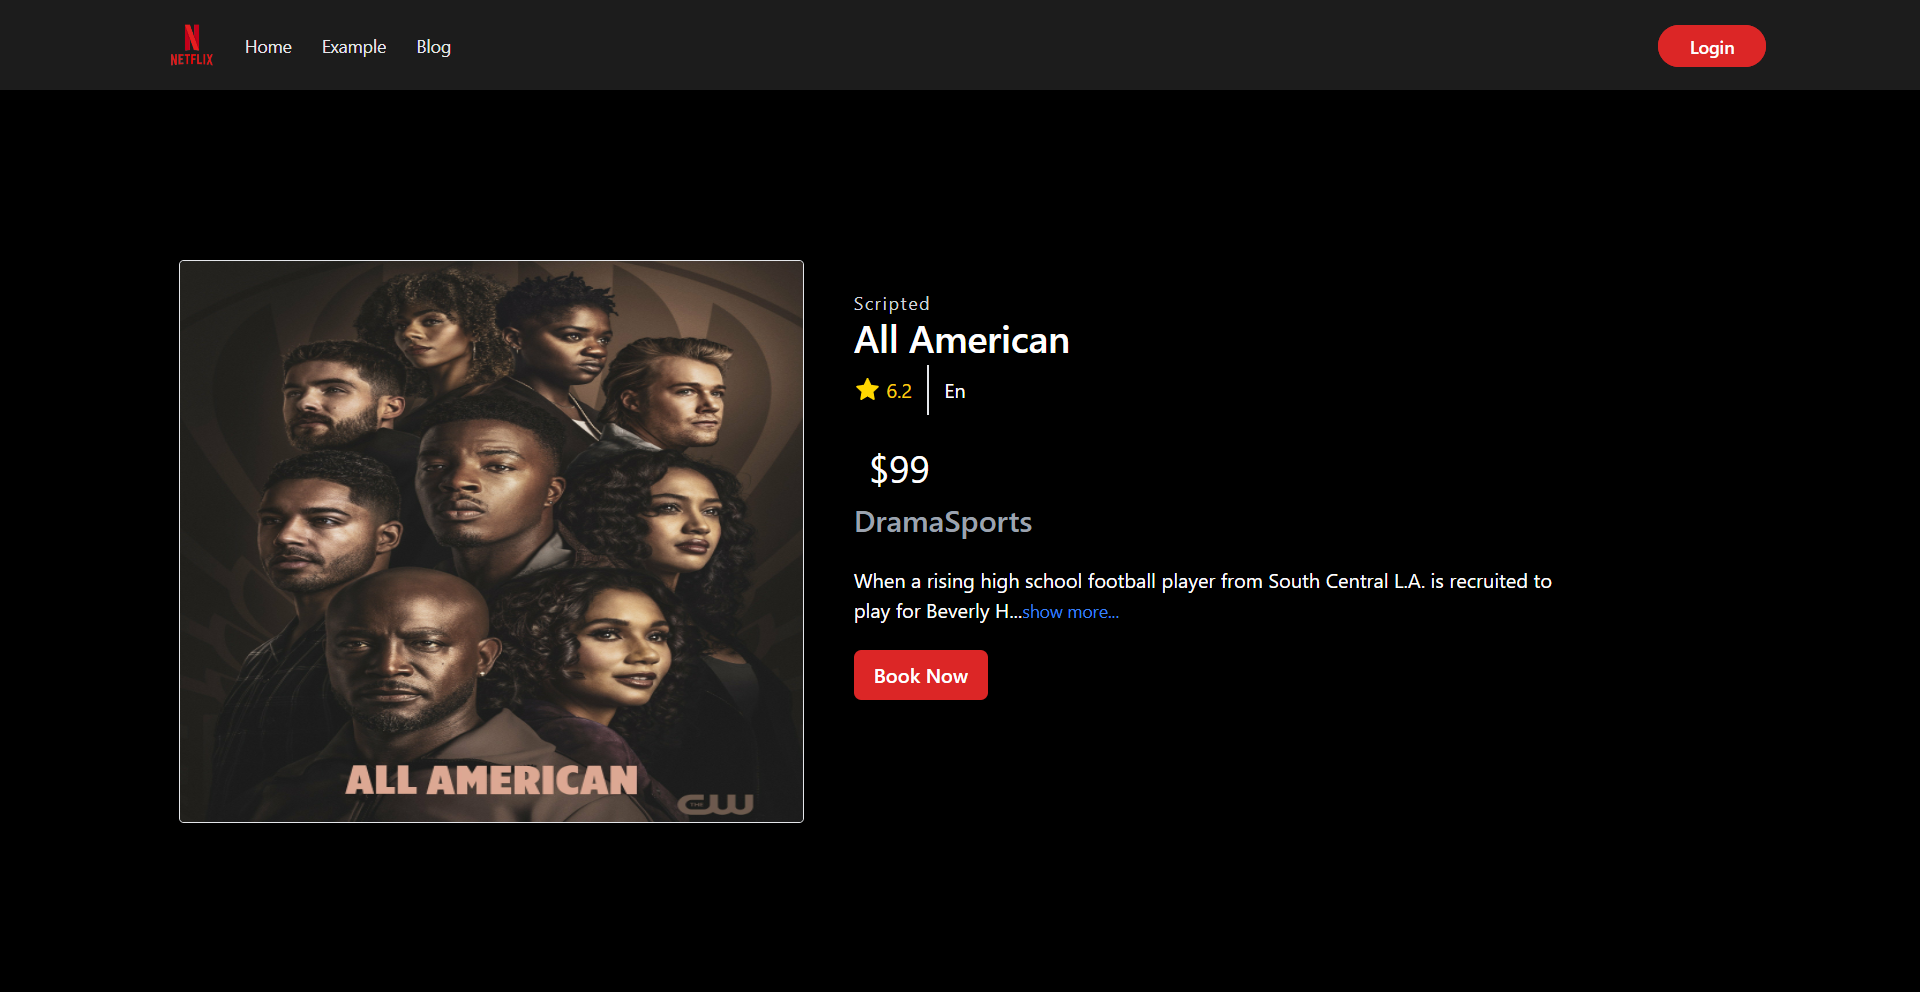 NETFLIX
Home
Example
Blog
Login
Scripted
All American
6.2
En
$99
DramaSports
When a rising high school football player from South Central L.A. is recruited to
play for Beverly H...show more...
Book Now
ALL AMERICAN
THE CW